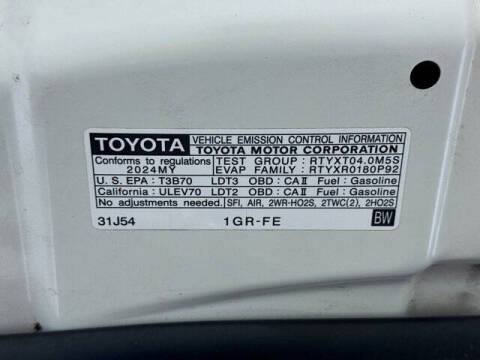 TOYOTA VEHICLE EMISSION CONTROL INFORMATION
TOYOTA MOTOR CORPORATION
Conforms to regulations TEST GROUP : RTYXT04.0M5S
2024MY EVAP FAMILY : RTYXR0180P92
U.S. EPA : T3B70 LDT3 OBD : CAⅡ Fuel : Gasoline
California : ULEV70 LDT2 OBD : CAⅡ Fuel : Gasoline
No adjustments needed. SFI, AIR, 2WR-HO2S, 2TWC(2), 2HO2S
31J54 1GR-FE BW